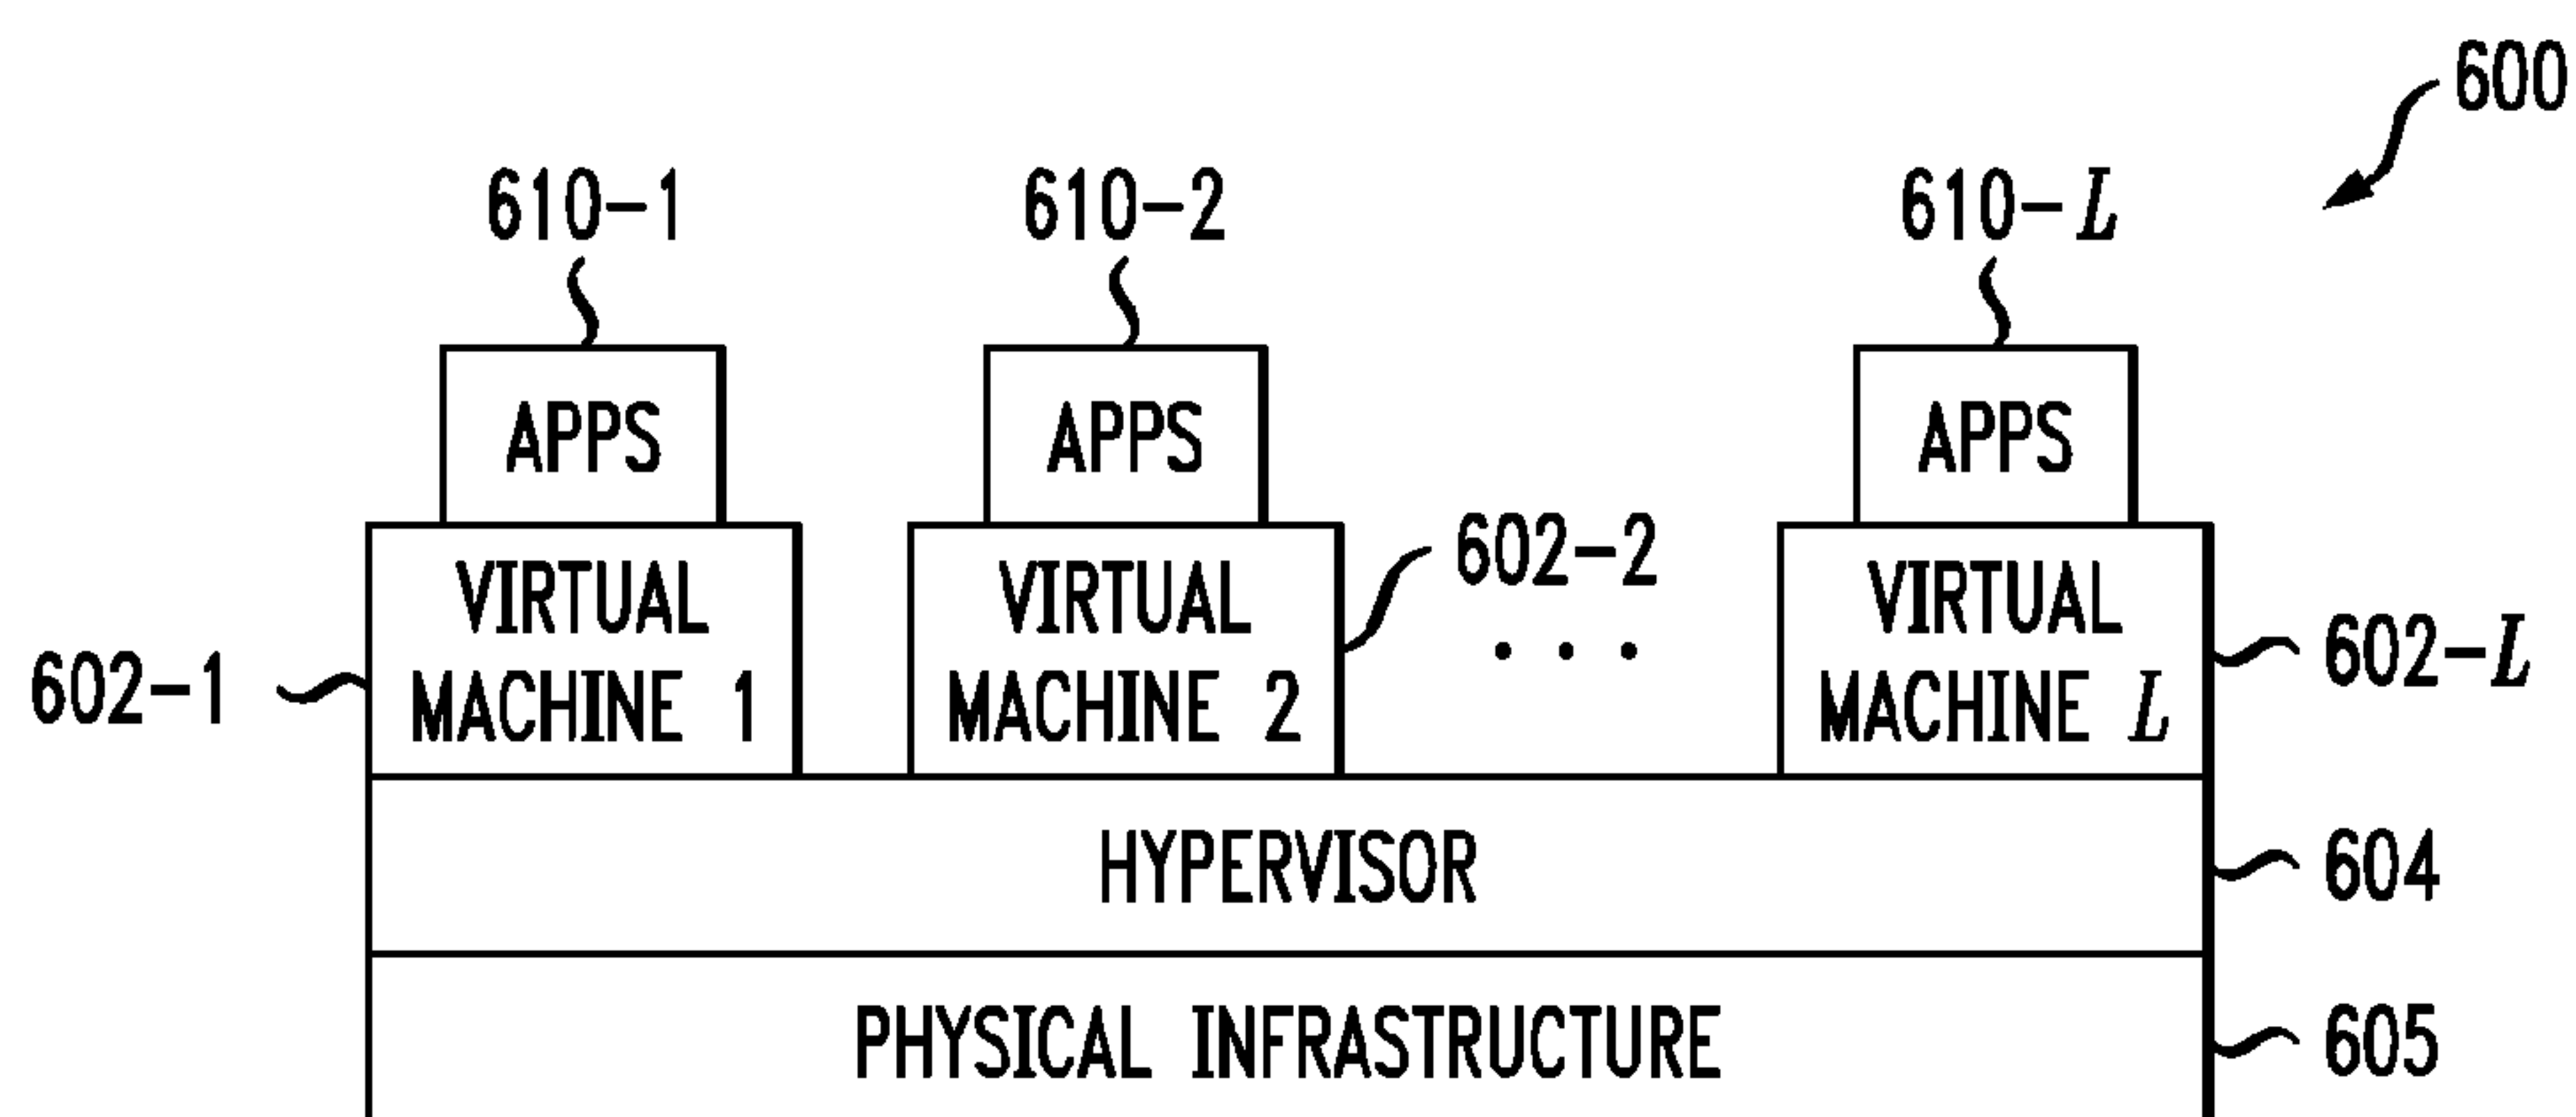 600
610-1 610-2 610-L
APPS APPS APPS
602-2
VIRTUAL VIRTUAL VIRTUAL
602-1 MACHINE 1 MACHINE 2 . . . MACHINE L 602-L
HYPERVISOR 604
PHYSICAL INFRASTRUCTURE 605